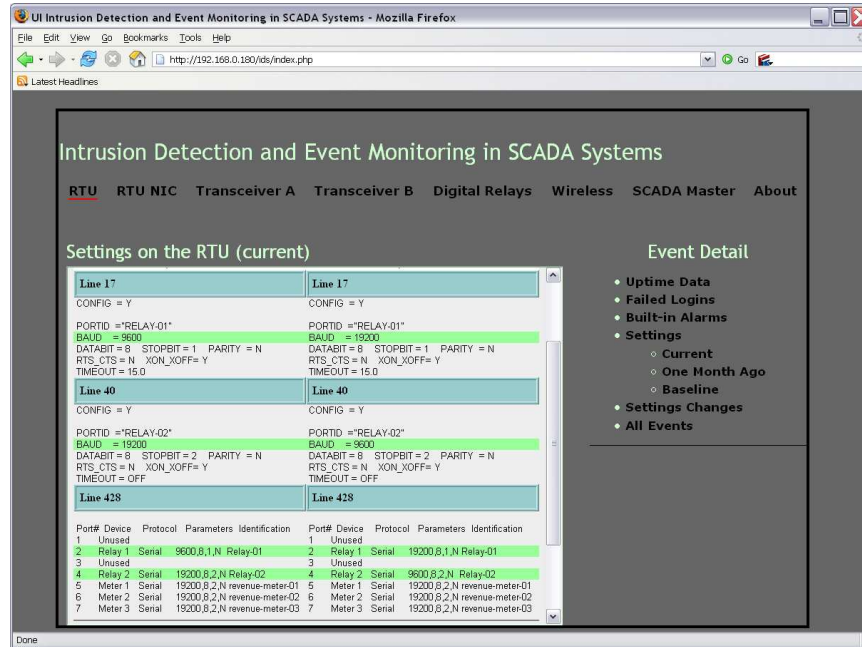 UI Intrusion Detection and Event Monitoring in SCADA Systems - Mozilla Firefox
File Edit View Go Bookmarks Tools Help
http://192.168.0.180/ids/index.php
Go
Latest Headlines
Intrusion Detection and Event Monitoring in SCADA Systems
RTU RTU NIC Transceiver A Transceiver B Digital Relays Wireless SCADA Master About
Settings on the RTU (current)
Line 17 Line 17
CONFIG = Y CONFIG = Y
PORTID ="RELAY-01" PORTID ="RELAY-01"
BAUD = 9600 BAUD = 19200
DATABIT = 8 STOPBIT = 1 PARITY = N DATABIT = 8 STOPBIT = 1 PARITY = N
RTS_CTS = N XON_XOFF= Y RTS_CTS = N XON_XOFF= Y
TIMEOUT = 15.0 TIMEOUT = 15.0
Line 40 Line 40
CONFIG = Y CONFIG = Y
PORTID ="RELAY-02" PORTID ="RELAY-02"
BAUD = 19200 BAUD = 9600
DATABIT = 8 STOPBIT = 2 PARITY = N DATABIT = 8 STOPBIT = 2 PARITY = N
RTS_CTS = N XON_XOFF= Y RTS_CTS = N XON_XOFF= Y
TIMEOUT = OFF TIMEOUT = OFF
Line 428 Line 428
Port# Device Protocol Parameters Identification Port# Device Protocol Parameters Identification
1 Unused 1 Unused
2 Relay 1 Serial 9600,8,1,N Relay-01 2 Relay 1 Serial 19200,8,1,N Relay-01
3 Unused 3 Unused
4 Relay 2 Serial 19200,8,2,N Relay-02 4 Relay 2 Serial 9600,8,2,N Relay-02
5 Meter 1 Serial 19200,8,2,N revenue-meter-01 5 Meter 1 Serial 19200,8,2,N revenue-meter-01
6 Meter 2 Serial 19200,8,2,N revenue-meter-02 6 Meter 2 Serial 19200,8,2,N revenue-meter-02
7 Meter 3 Serial 19200,8,2,N revenue-meter-03 7 Meter 3 Serial 19200,8,2,N revenue-meter-03
Event Detail
Uptime Data
Failed Logins
Built-in Alarms
Settings
Current
One Month Ago
Baseline
Settings Changes
All Events
Done